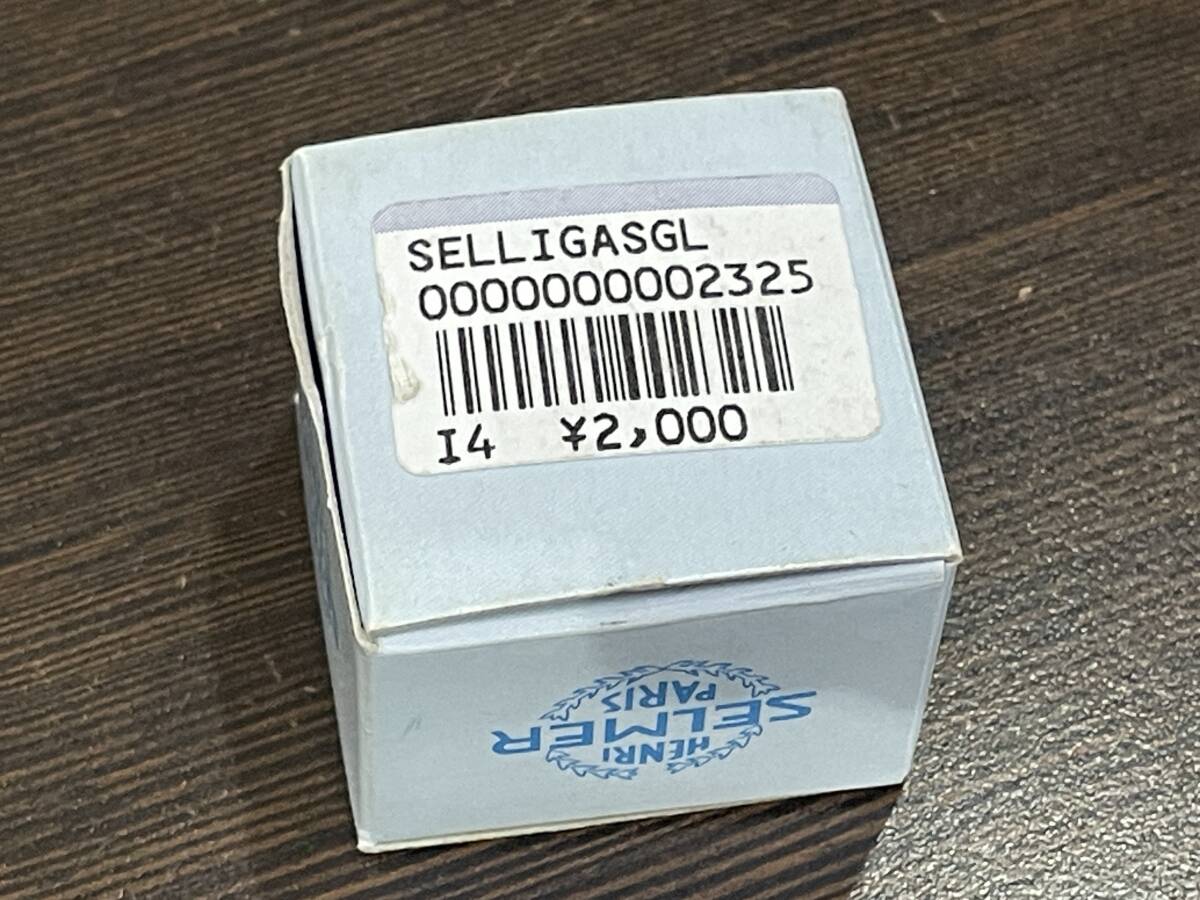 SELLIGASGL
0000000002325
I4 ¥2,000
HENRI
SELMER
PARIS